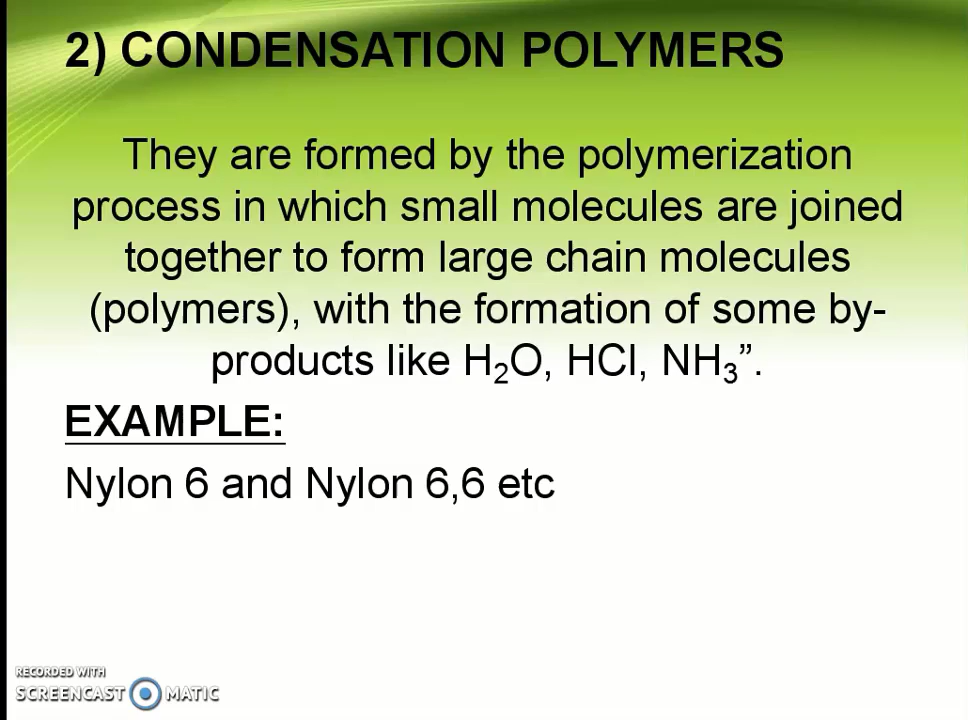 2) CONDENSATION POLYMERS
They are formed by the polymerization
process in which small molecules are joined
together to form large chain molecules
(polymers), with the formation of some by-
products like H₂O, HCl, NH₃”.
EXAMPLE:
Nylon 6 and Nylon 6,6 etc
RECORDED WITH
SCREENCAST MATIC